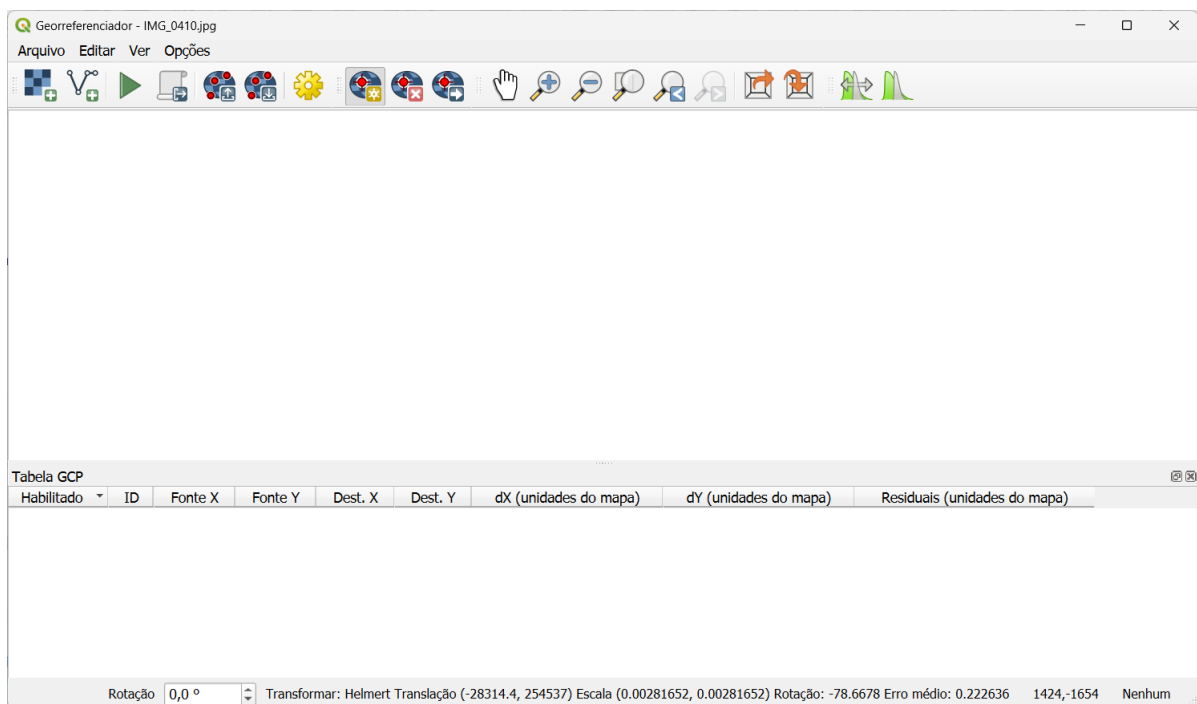 Georreferenciador - IMG_0410.jpg
Arquivo Editar Ver Opções
Tabela GCP
Habilitado ID Fonte X Fonte Y Dest. X Dest. Y dX (unidades do mapa) dY (unidades do mapa) Residuais (unidades do mapa)
Rotação 0,0 º Transformar: Helmert Translação (-28314.4, 254537) Escala (0.00281652, 0.00281652) Rotação: -78.6678 Erro médio: 0.222636 1424,-1654 Nenhum